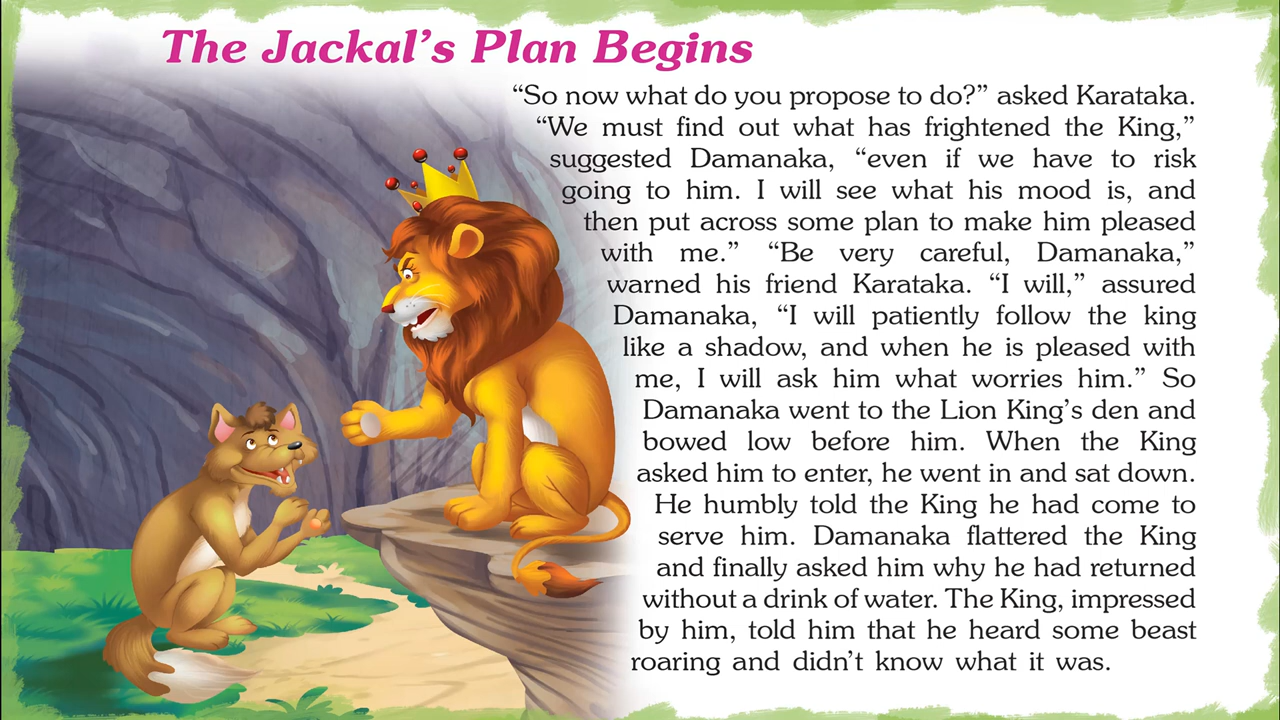 The Jackal’s Plan Begins
“So now what do you propose to do?” asked Karataka.
“We must find out what has frightened the King,”
suggested Damanaka, “even if we have to risk
going to him. I will see what his mood is, and
then put across some plan to make him pleased
with me.” “Be very careful, Damanaka,”
warned his friend Karataka. “I will,” assured
Damanaka, “I will patiently follow the king
like a shadow, and when he is pleased with
me, I will ask him what worries him.” So
Damanaka went to the Lion King’s den and
bowed low before him. When the King
asked him to enter, he went in and sat down.
He humbly told the King he had come to
serve him. Damanaka flattered the King
and finally asked him why he had returned
without a drink of water. The King, impressed
by him, told him that he heard some beast
roaring and didn’t know what it was.